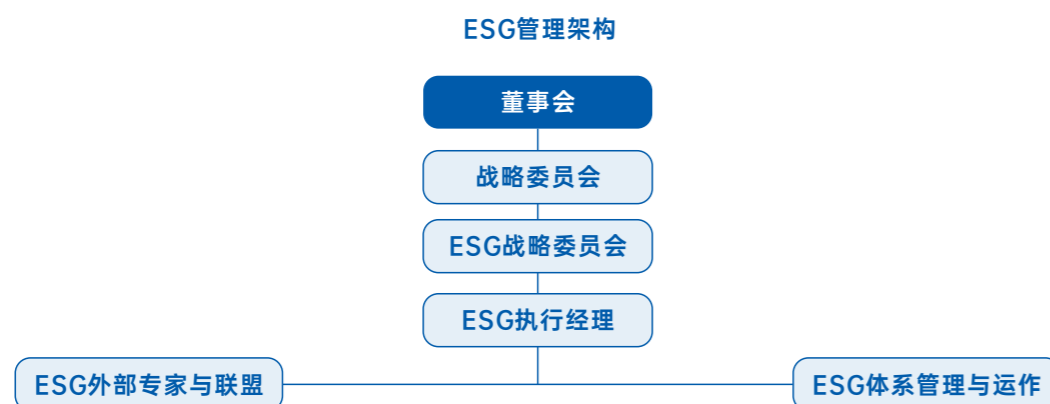 ESG管理架构
董事会
战略委员会
ESG战略委员会
ESG执行经理
ESG外部专家与联盟
ESG体系管理与运作